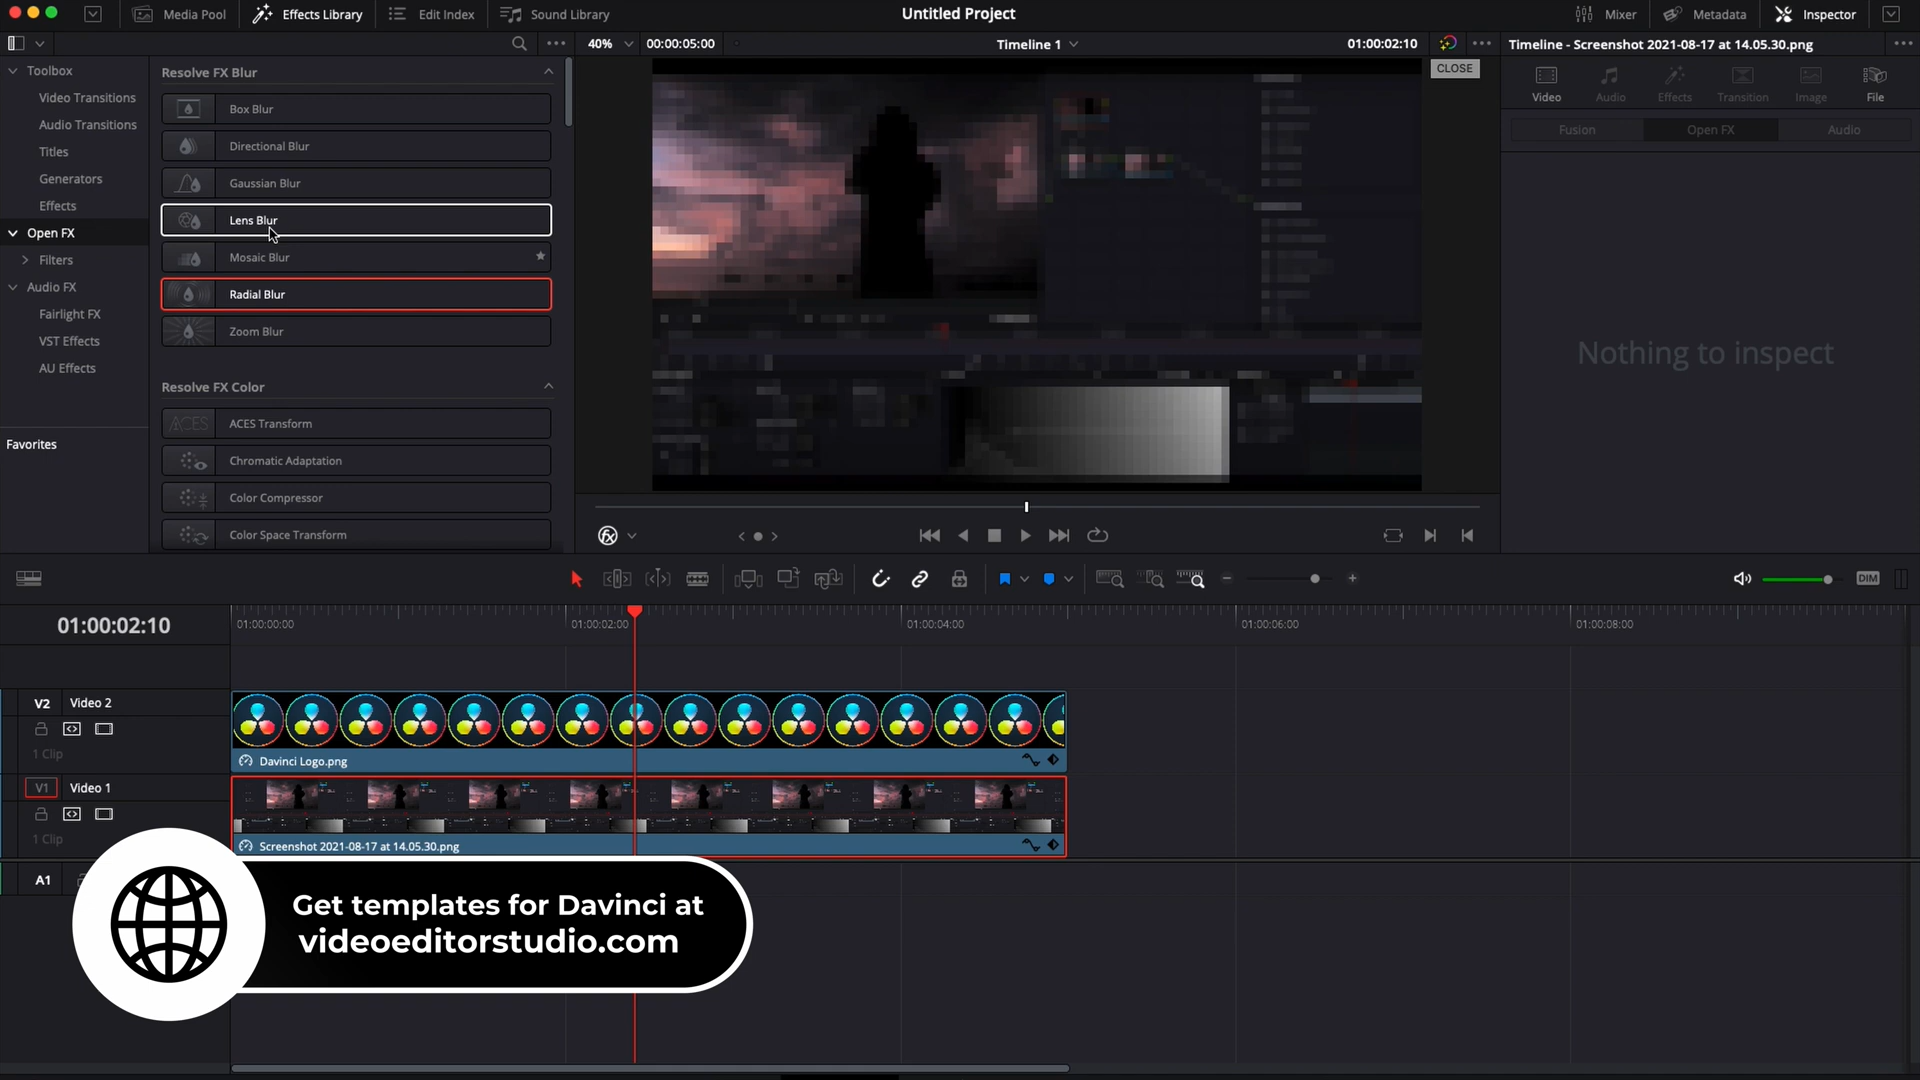 Media Pool
Effects Library
Edit Index
Sound Library
Untitled Project
Mixer
Metadata
Inspector
40%
00:00:05:00
Timeline 1
01:00:02:10
Timeline - Screenshot 2021-08-17 at 14.05.30.png
Toolbox
Video Transitions
Audio Transitions
Titles
Generators
Effects
Open FX
Filters
Audio FX
Fairlight FX
VST Effects
AU Effects
Favorites
Resolve FX Blur
Box Blur
Directional Blur
Gaussian Blur
Lens Blur
Mosaic Blur
Radial Blur
Zoom Blur
Resolve FX Color
ACES
ACES Transform
Chromatic Adaptation
Color Compressor
Color Space Transform
CLOSE
Video
Audio
Effects
Transition
Image
File
Fusion
Open FX
Audio
Nothing to inspect
fx
DIM
01:00:02:10
01:00:00:00
01:00:02:00
01:00:04:00
01:00:06:00
01:00:08:00
V2
Video 2
1 Clip
Davinci Logo.png
V1
Video 1
1 Clip
Screenshot 2021-08-17 at 14.05.30.png
A1
Get templates for Davinci at
videoeditorstudio.com